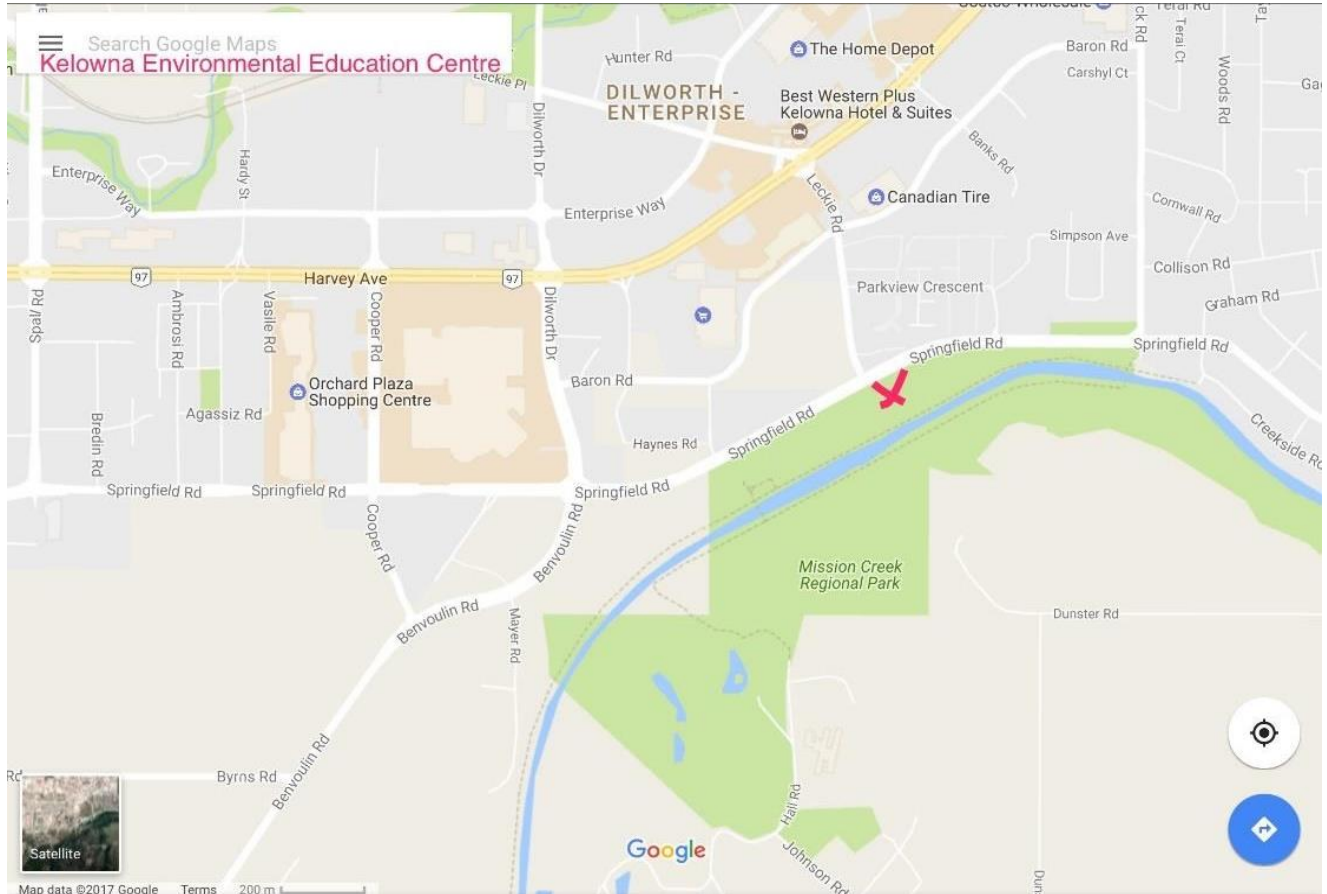 Search Google Maps
Kelowna Environmental Education Centre
The Home Depot
Baron Rd
Carshyl Ct
Terai Ct
Woods Rd
Hunter Rd
Leckie Pl
DILWORTH -
ENTERPRISE
Best Western Plus
Kelowna Hotel & Suites
Dilworth Dr
Hardy St
Banks Rd
Enterprise Way
Leckie Rd
Canadian Tire
Cornwall Rd
Enterprise Way
Simpson Ave
Collison Rd
97
Harvey Ave
97
Parkview Crescent
Graham Rd
Spall Rd
Ambrosi Rd
Vasile Rd
Cooper Rd
Dilworth Dr
Springfield Rd
Springfield Rd
Baron Rd
Orchard Plaza
Shopping Centre
Agassiz Rd
Bredin Rd
Haynes Rd
Springfield Rd
Creekside Rd
Springfield Rd
Springfield Rd
Springfield Rd
Cooper Rd
Benvoulin Rd
Mission Creek
Regional Park
Benvoulin Rd
Mayer Rd
Dunster Rd
Benvoulin Rd
Byrns Rd
Hall Rd
Johnson Rd
Satellite
Google
Map data ©2017 Google Terms 200 m